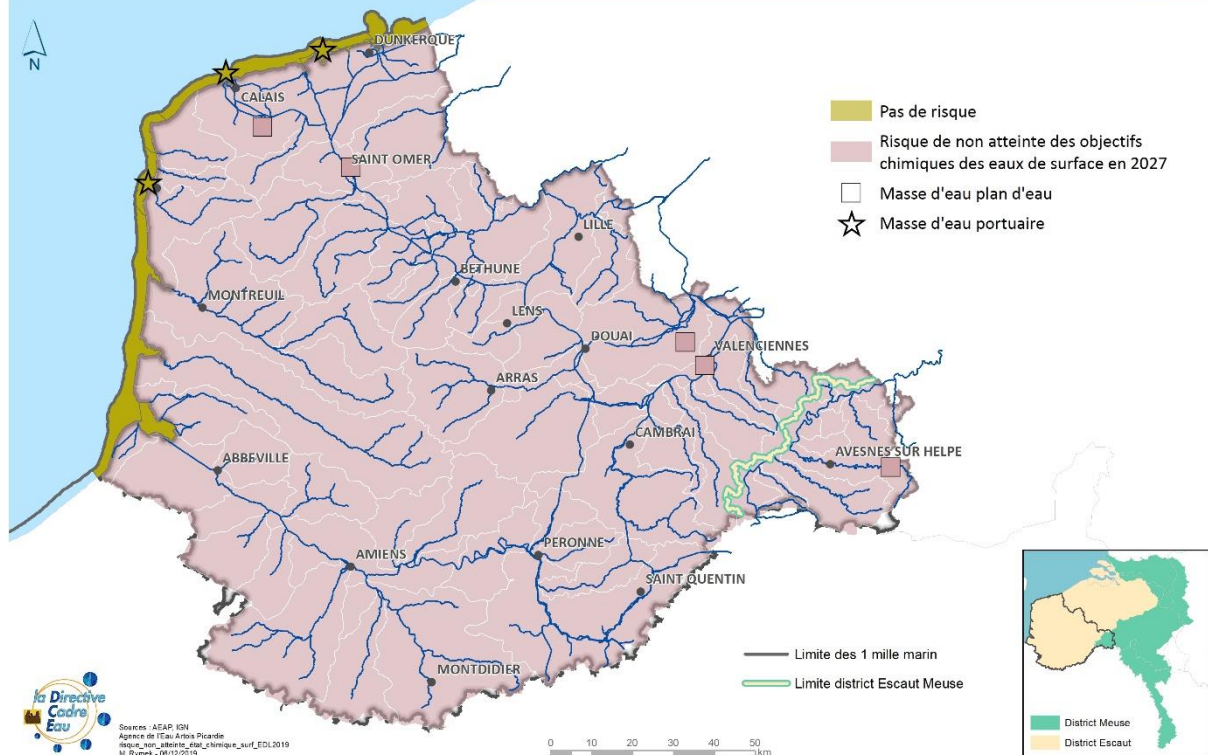 N
DUNKERQUE
CALAIS
SAINT OMER
LILLE
BETHUNE
MONTREUIL
LENS
DOUAI
VALENCIENNES
ARRAS
CAMBRAI
AVESNES SUR HELPE
ABBEVILLE
PERONNE
AMIENS
SAINT QUENTIN
MONTDIDIER
Pas de risque
Risque de non atteinte des objectifs
chimiques des eaux de surface en 2027
Masse d'eau plan d'eau
Masse d'eau portuaire
Limite des 1 mille marin
Limite district Escaut Meuse
District Meuse
District Escaut
la Directive
Cadre
Eau
Sources : AEAP, IGN
Agence de l'Eau Artois Picardie
risque_non_atteinte_état_chimique_surf_EDL2019
M. Rymek - 06/12/2019
0 10 20 30 40 50
km